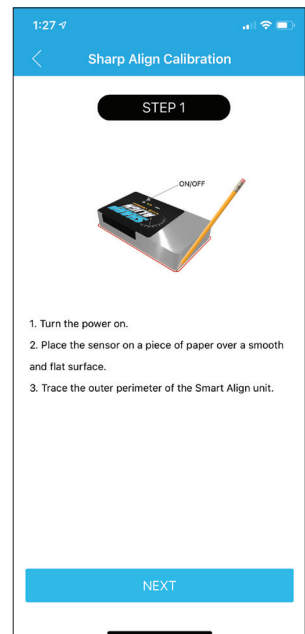 1:27
Sharp Align Calibration
STEP 1
ON/OFF
SHARP
ALIGN
1. Turn the power on.
2. Place the sensor on a piece of paper over a smooth
and flat surface.
3. Trace the outer perimeter of the Smart Align unit.
NEXT